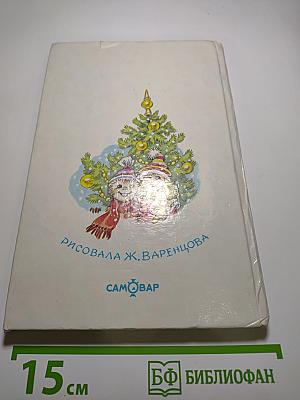 РИСОВАЛА Ж. ВАРЕНЦОВА
САМОВАР
15 см
БФ БИБЛИОФАН